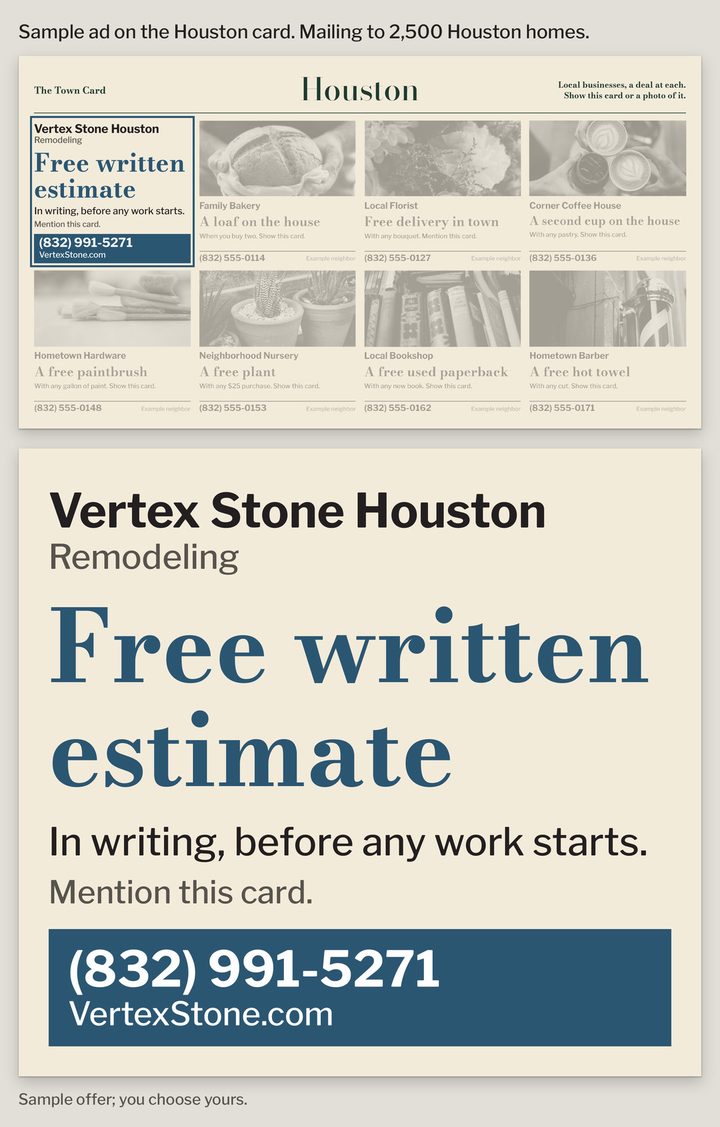 Sample ad on the Houston card. Mailing to 2,500 Houston homes.
The Town Card
Houston
Local businesses, a deal at each.
Show this card or a photo of it.
Vertex Stone Houston
Remodeling
Free written
estimate
In writing, before any work starts.
Mention this card.
(832) 991-5271
VertexStone.com
Family Bakery
A loaf on the house
When you buy two. Show this card.
(832) 555-0114 Example neighbor
Local Florist
Free delivery in town
With any bouquet. Mention this card.
(832) 555-0127 Example neighbor
Corner Coffee House
A second cup on the house
With any pastry. Show this card.
(832) 555-0136 Example neighbor
Hometown Hardware
A free paintbrush
With any gallon of paint. Show this card.
(832) 555-0148 Example neighbor
Neighborhood Nursery
A free plant
With any $25 purchase. Show this card.
(832) 555-0153 Example neighbor
Local Bookshop
A free used paperback
With any new book. Show this card.
(832) 555-0162 Example neighbor
Hometown Barber
A free hot towel
With any cut. Show this card.
(832) 555-0171 Example neighbor
Vertex Stone Houston
Remodeling
Free written
estimate
In writing, before any work starts.
Mention this card.
(832) 991-5271
VertexStone.com
Sample offer; you choose yours.